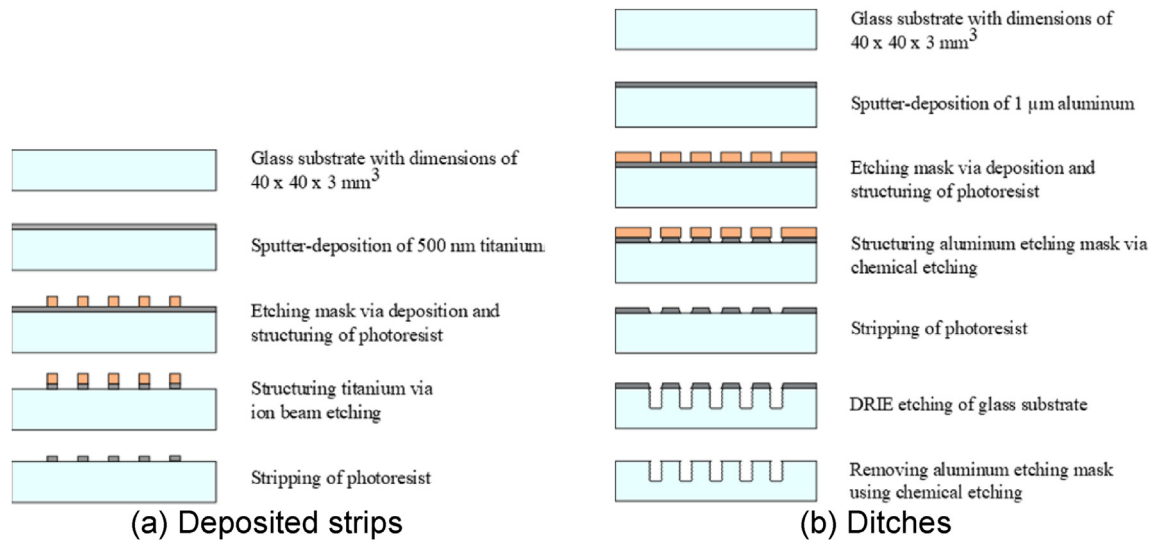 Glass substrate with dimensions of
40 x 40 x 3 mm³
Sputter-deposition of 500 nm titanium
Etching mask via deposition and
structuring of photoresist
Structuring titanium via
ion beam etching
Stripping of photoresist
(a) Deposited strips
Glass substrate with dimensions of
40 x 40 x 3 mm³
Sputter-deposition of 1 µm aluminum
Etching mask via deposition and
structuring of photoresist
Structuring aluminum etching mask via
chemical etching
Stripping of photoresist
DRIE etching of glass substrate
Removing aluminum etching mask
using chemical etching
(b) Ditches